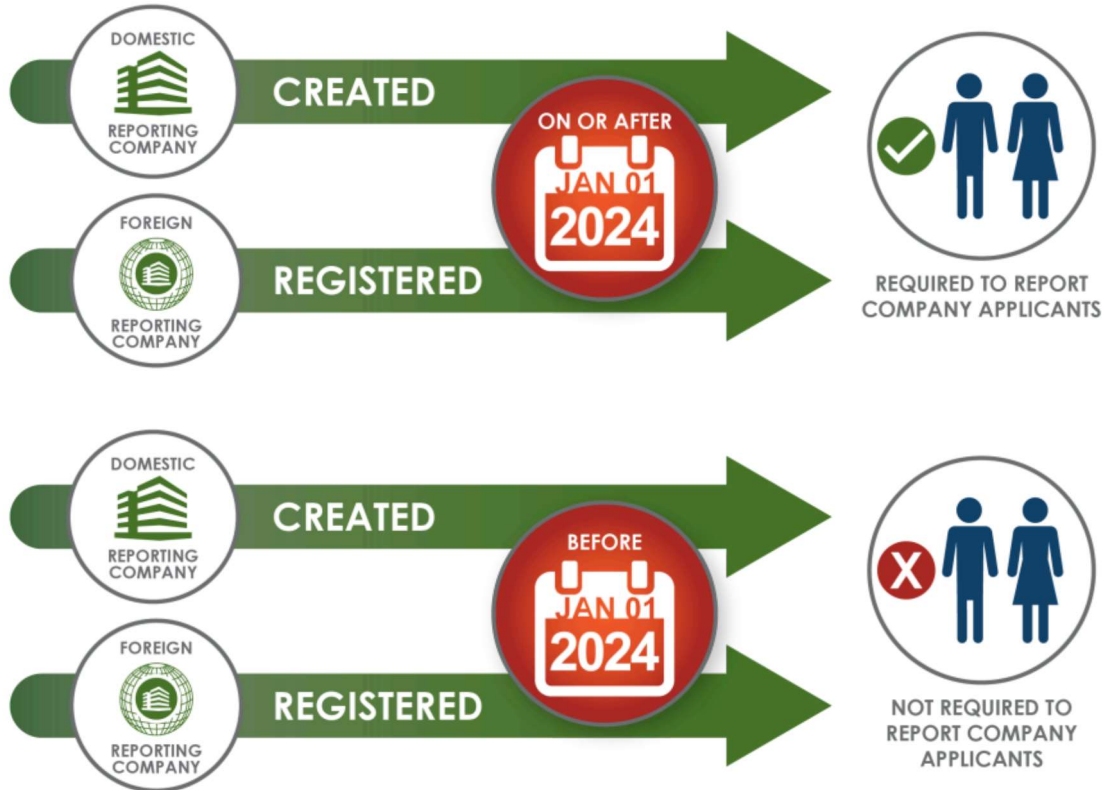 DOMESTIC
REPORTING
COMPANY
CREATED
ON OR AFTER
JAN 01
2024
FOREIGN
REPORTING
COMPANY
REGISTERED
REQUIRED TO REPORT
COMPANY APPLICANTS
DOMESTIC
REPORTING
COMPANY
CREATED
BEFORE
JAN 01
2024
FOREIGN
REPORTING
COMPANY
REGISTERED
X
NOT REQUIRED TO
REPORT COMPANY
APPLICANTS